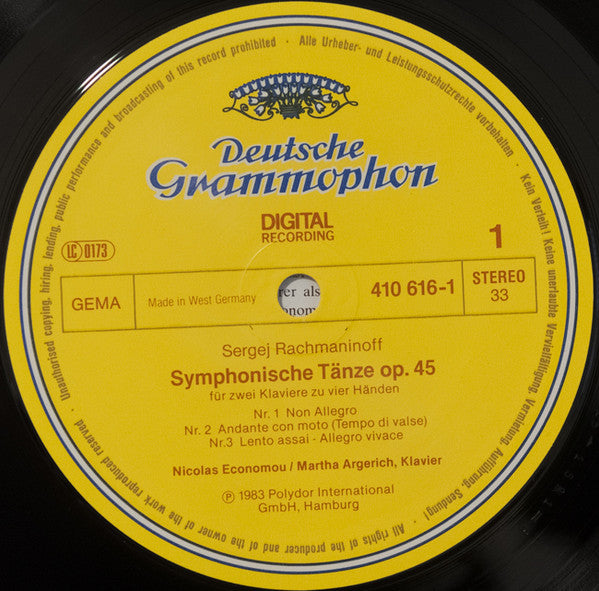 Unauthorised copying, hiring, lending, public performance and broadcasting of this record prohibited · Alle Urheber- und Leistungsschutzrechte vorbehalten · Kein Verleih! Keine unerlaubte Vervielfältigung, Vermietung, Aufführung, Sendung! · All rights of the producer and of the owner of the work reproduced reserved ·
Deutsche
Grammophon
DIGITAL
RECORDING
1
LC 0173
GEMA
Made in West Germany
rer als
onom
410 616-1
STEREO
33
Sergej Rachmaninoff
Symphonische Tänze op. 45
für zwei Klaviere zu vier Händen
Nr. 1 Non Allegro
Nr. 2 Andante con moto (Tempo di valse)
Nr.3 Lento assai - Allegro vivace
Nicolas Economou / Martha Argerich, Klavier
Ⓟ 1983 Polydor International
GmbH, Hamburg